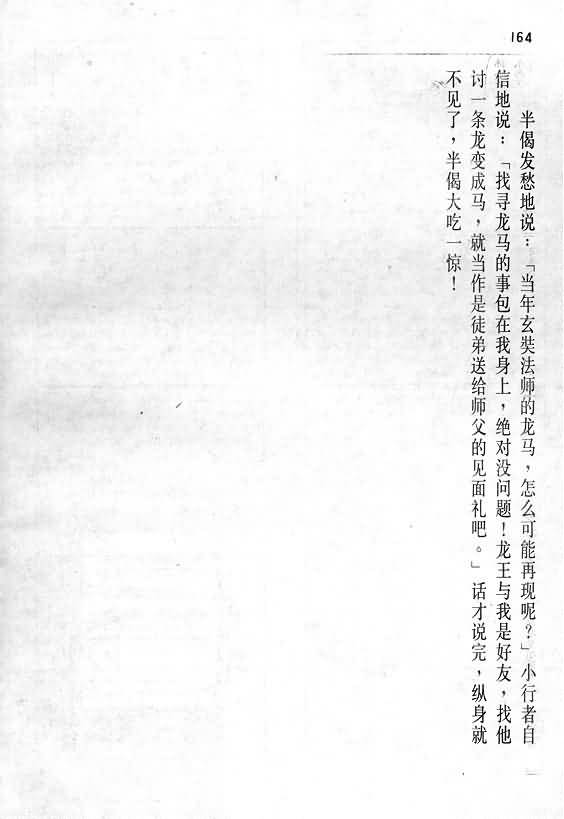 164
半偈发愁地说：「当年玄奘法师的龙马，怎么可能再现呢？」小行者自
信地说：「找寻龙马的事包在我身上，绝对没问题！龙王与我是好友，找他
讨一条龙变成马，就当作是徒弟送给师父的见面礼吧。」话才说完，纵身就
不见了，半偈大吃一惊！